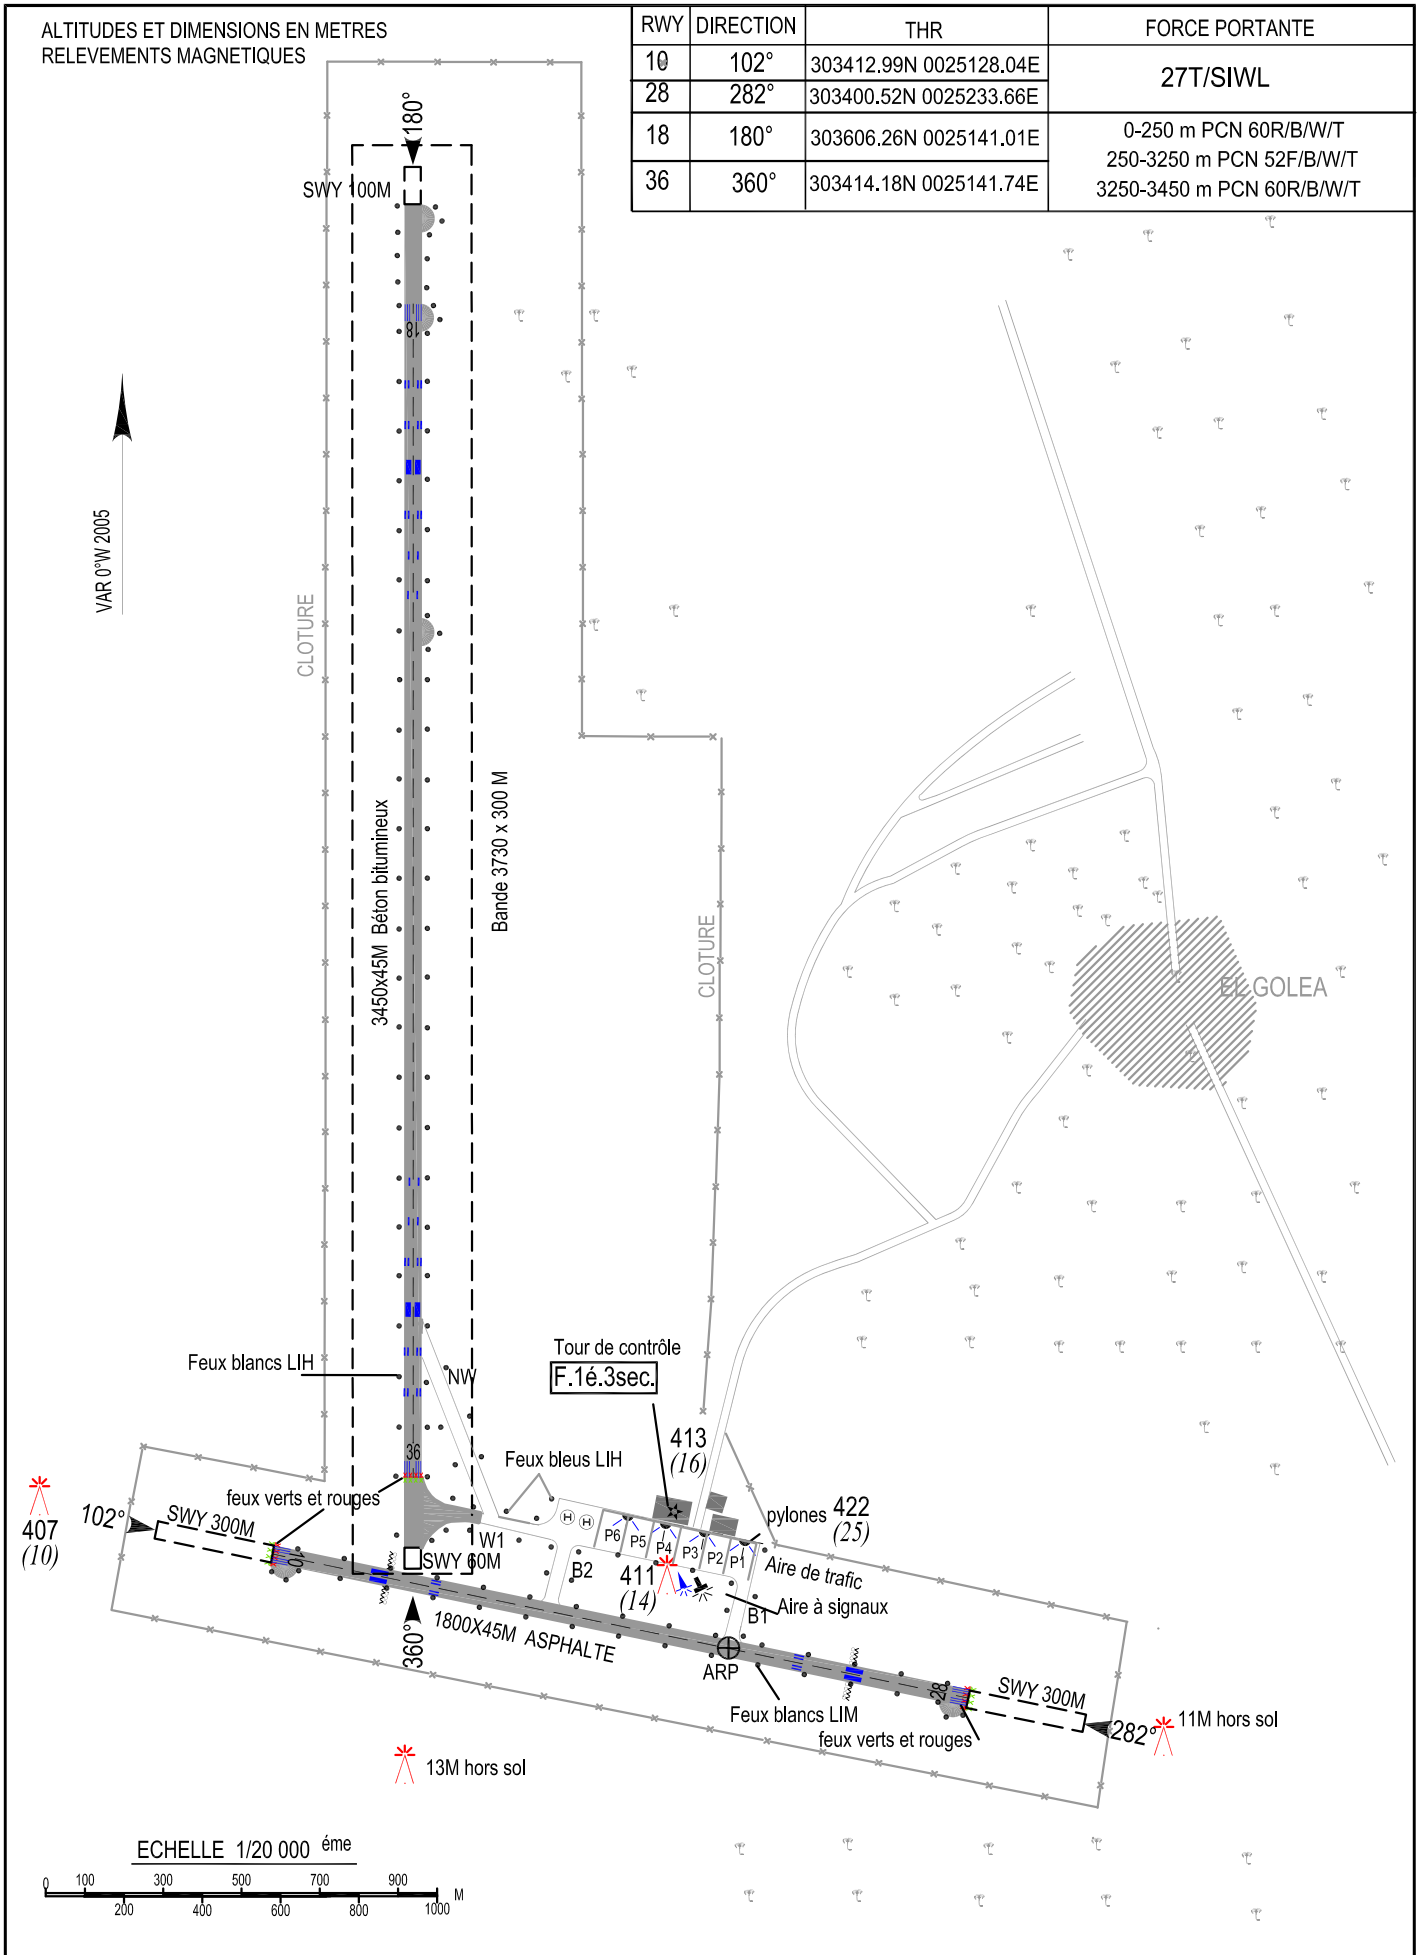 ALTITUDES ET DIMENSIONS EN METRES
RELEVEMENTS MAGNETIQUES
RWY DIRECTION THR FORCE PORTANTE
10 102° 303412.99N 0025128.04E 27T/SIWL
28 282° 303400.52N 0025233.66E
18 180° 303606.26N 0025141.01E 0-250 m PCN 60R/B/W/T
250-3250 m PCN 52F/B/W/T
36 360° 303414.18N 0025141.74E 3250-3450 m PCN 60R/B/W/T
180°
SWY 100M
18
VAR 0°W 2005
CLOTURE
3450x45M Béton bitumineux
Bande 3730 x 300 M
CLOTURE
EL GOLEA
Feux blancs LIH
NW
Tour de contrôle
F.1é.3sec.
36
413
(16)
Feux bleus LIH
feux verts et rouges
407
(10)
102°
SWY 300M
10
W1
SWY 60M
B2
P6 P5 P4 P3 P2 P1
pylones 422
(25)
Aire de trafic
411
(14)
B1
Aire à signaux
360°
1800X45M ASPHALTE
ARP
Feux blancs LIM
28
SWY 300M
282°
11M hors sol
feux verts et rouges
13M hors sol
ECHELLE 1/20 000 éme
0 100 300 500 700 900 M
200 400 600 800 1000
H H